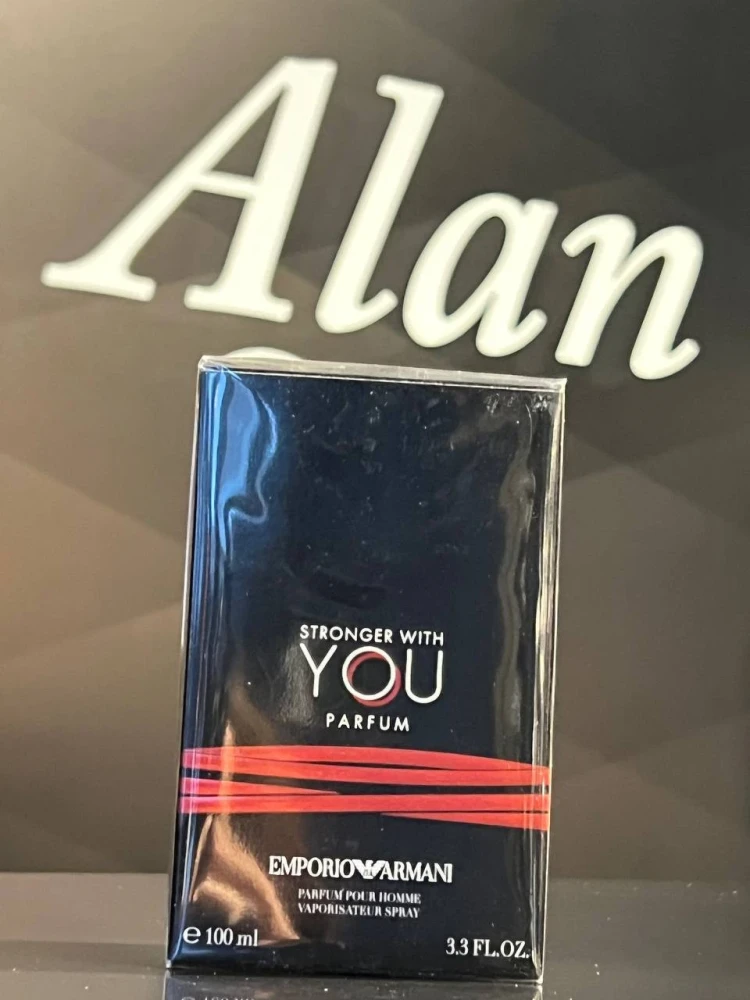 Alan
STRONGER WITH
YOU
PARFUM
EMPORIO ARMANI
PARFUM POUR HOMME
VAPORISATEUR SPRAY
e 100 ml
3.3 FL.OZ.